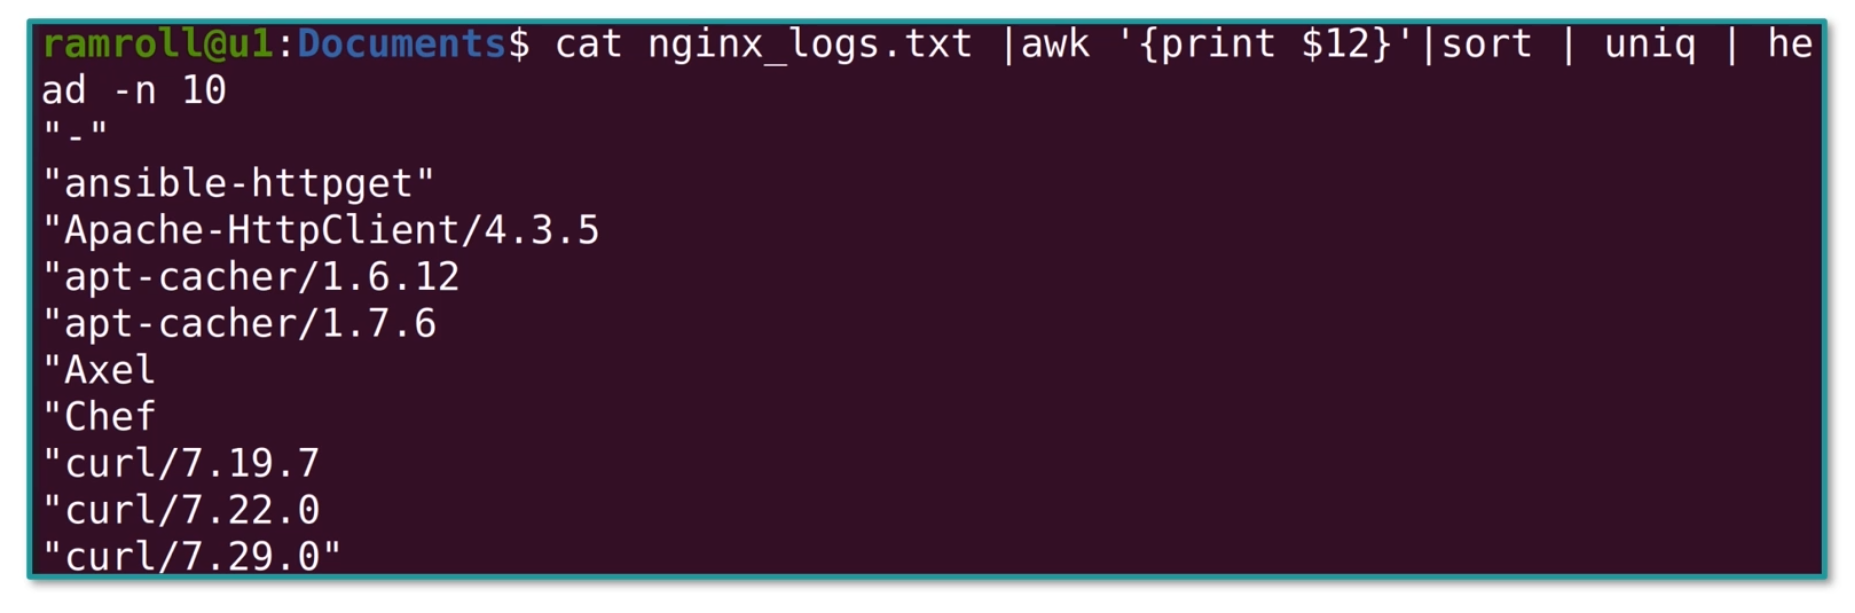 ramroll@u1:Documents$ cat nginx_logs.txt |awk '{print $12}'|sort | uniq | he
ad -n 10
"-"
"ansible-httpget"
"Apache-HttpClient/4.3.5
"apt-cacher/1.6.12
"apt-cacher/1.7.6
"Axel
"Chef
"curl/7.19.7
"curl/7.22.0
"curl/7.29.0"